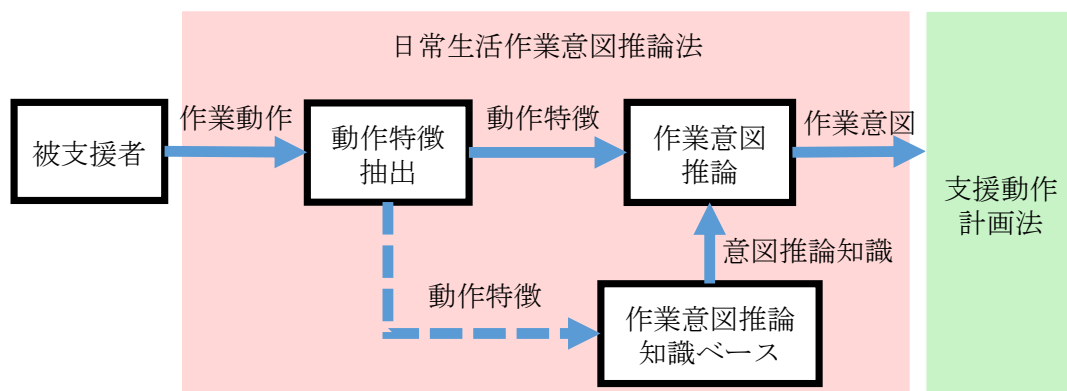 日常生活作業意図推論法
被支援者
作業動作
動作特徴
抽出
動作特徴
作業意図
推論
作業意図
支援動作
計画法
意図推論知識
動作特徴
作業意図推論
知識ベース